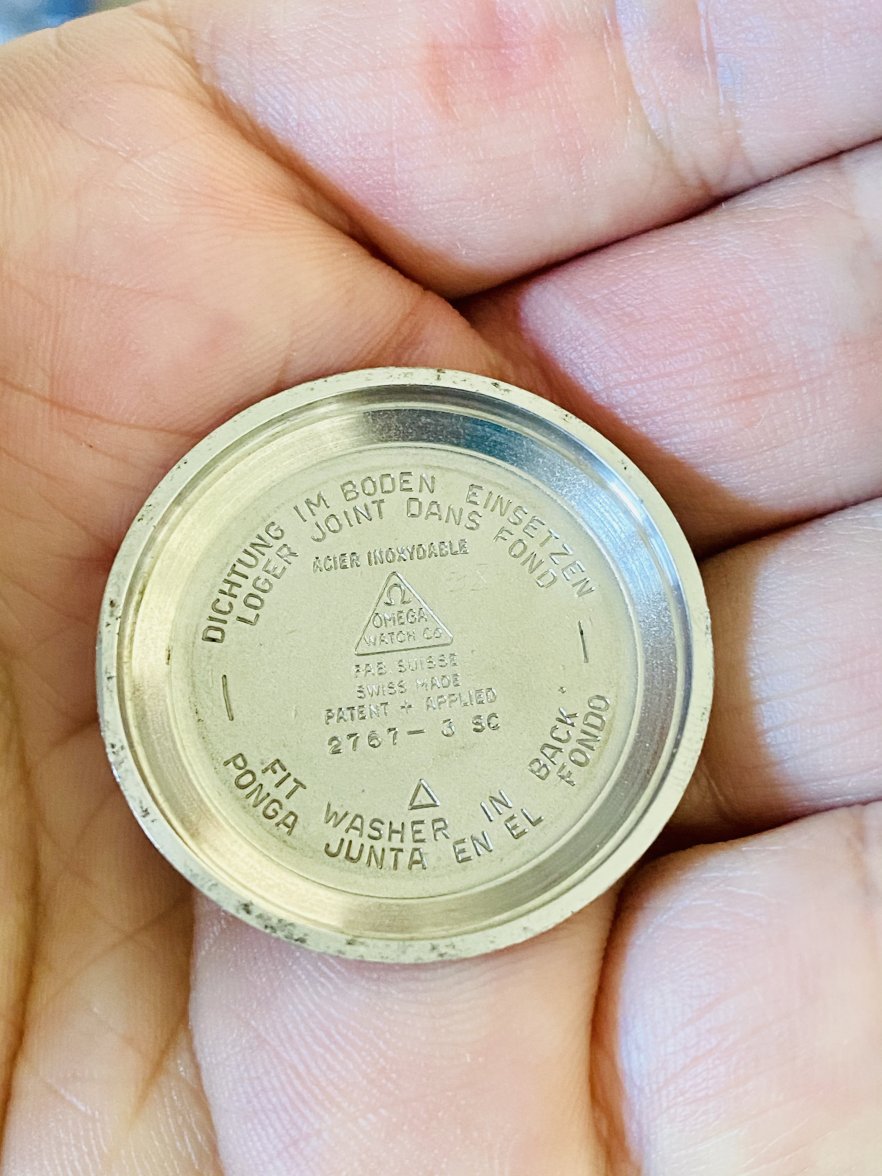 DICHTUNG IM BODEN EINSETZEN
LOGER JOINT DANS FOND
ACIER INOXYDABLE
Ω
OMEGA
WATCH Co
FAB. SUISSE
SWISS MADE
PATENT + APPLIED
2767- 3 SC
FIT WASHER IN BACK
PONGA JUNTA EN EL FONDO